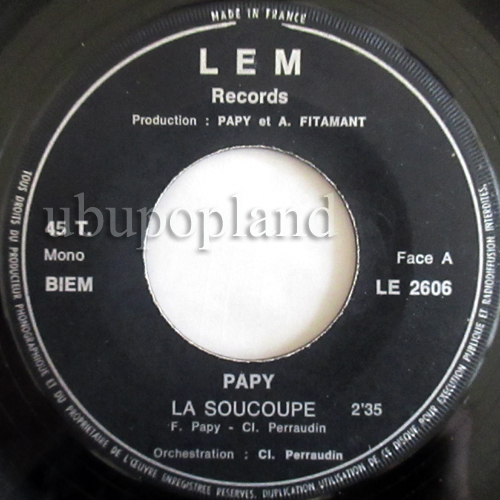 MADE IN FRANCE
LEM
Records
Production : PAPY et A. FITAMANT
ubupopland
45 T.
Mono
BIEM
Face A
LE 2606
PAPY
LA SOUCOUPE 2'35
F. Papy - Cl. Perraudin
Orchestration : Cl. Perraudin
TOUS DROITS DU PRODUCTEUR PHONOGRAPHIQUE ET DU PROPRIETAIRE DE L'ŒUVRE ENREGISTREE RESERVES. DUPLICATION UTILISATION DE CE DISQUE POUR EXECUTION PUBLIQUE ET RADIODIFFUSION INTERDITES.